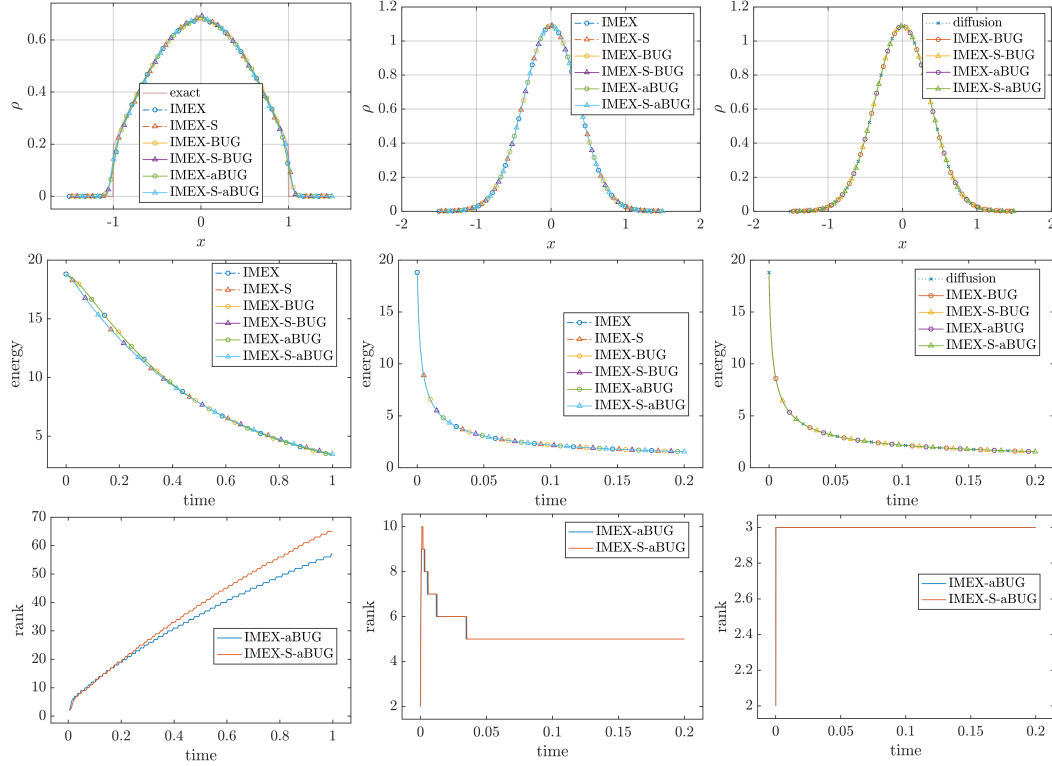 0.6
0.4
0.2
0
ρ
-1
0
1
x
exact
IMEX
IMEX-S
IMEX-BUG
IMEX-S-BUG
IMEX-aBUG
IMEX-S-aBUG
1.2
1
0.8
0.6
0.4
0.2
0
ρ
-2
-1
0
1
2
x
IMEX
IMEX-S
IMEX-BUG
IMEX-S-BUG
IMEX-aBUG
IMEX-S-aBUG
1.2
1
0.8
0.6
0.4
0.2
0
ρ
-2
-1
0
1
2
x
diffusion
IMEX-BUG
IMEX-S-BUG
IMEX-aBUG
IMEX-S-aBUG
20
15
10
5
energy
0
0.2
0.4
0.6
0.8
1
time
IMEX
IMEX-S
IMEX-BUG
IMEX-S-BUG
IMEX-aBUG
IMEX-S-aBUG
20
15
10
5
0
energy
0
0.05
0.1
0.15
0.2
time
IMEX
IMEX-S
IMEX-BUG
IMEX-S-BUG
IMEX-aBUG
IMEX-S-aBUG
20
15
10
5
0
energy
0
0.05
0.1
0.15
0.2
time
diffusion
IMEX-BUG
IMEX-S-BUG
IMEX-aBUG
IMEX-S-aBUG
70
60
50
40
30
20
10
0
rank
0
0.2
0.4
0.6
0.8
1
time
IMEX-aBUG
IMEX-S-aBUG
10
8
6
4
2
rank
0
0.05
0.1
0.15
0.2
time
IMEX-aBUG
IMEX-S-aBUG
3
2.8
2.6
2.4
2.2
2
rank
0
0.05
0.1
0.15
0.2
time
IMEX-aBUG
IMEX-S-aBUG